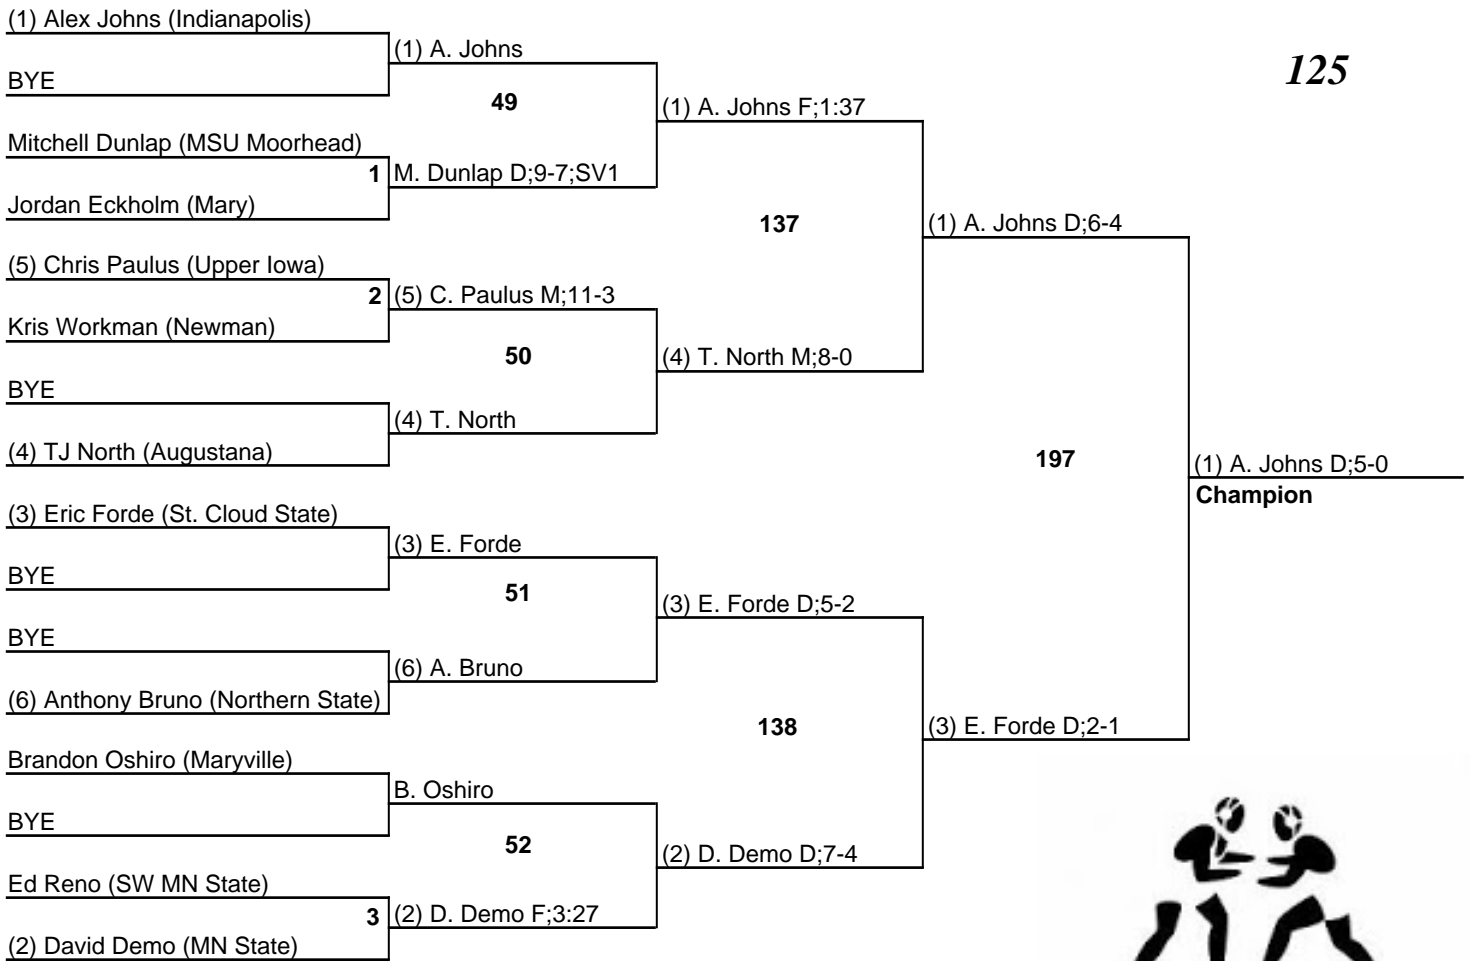 (1) Alex Johns (Indianapolis)
BYE
Mitchell Dunlap (MSU Moorhead)
1
Jordan Eckholm (Mary)
(5) Chris Paulus (Upper Iowa)
2
Kris Workman (Newman)
BYE
(4) TJ North (Augustana)
(3) Eric Forde (St. Cloud State)
BYE
BYE
(6) Anthony Bruno (Northern State)
Brandon Oshiro (Maryville)
BYE
Ed Reno (SW MN State)
3
(2) David Demo (MN State)
(1) A. Johns
49
M. Dunlap D;9-7;SV1
(5) C. Paulus M;11-3
50
(4) T. North
(3) E. Forde
51
(6) A. Bruno
B. Oshiro
52
(2) D. Demo F;3:27
(1) A. Johns F;1:37
137
(4) T. North M;8-0
(3) E. Forde D;5-2
138
(2) D. Demo D;7-4
(1) A. Johns D;6-4
197
(3) E. Forde D;2-1
(1) A. Johns D;5-0
Champion
125